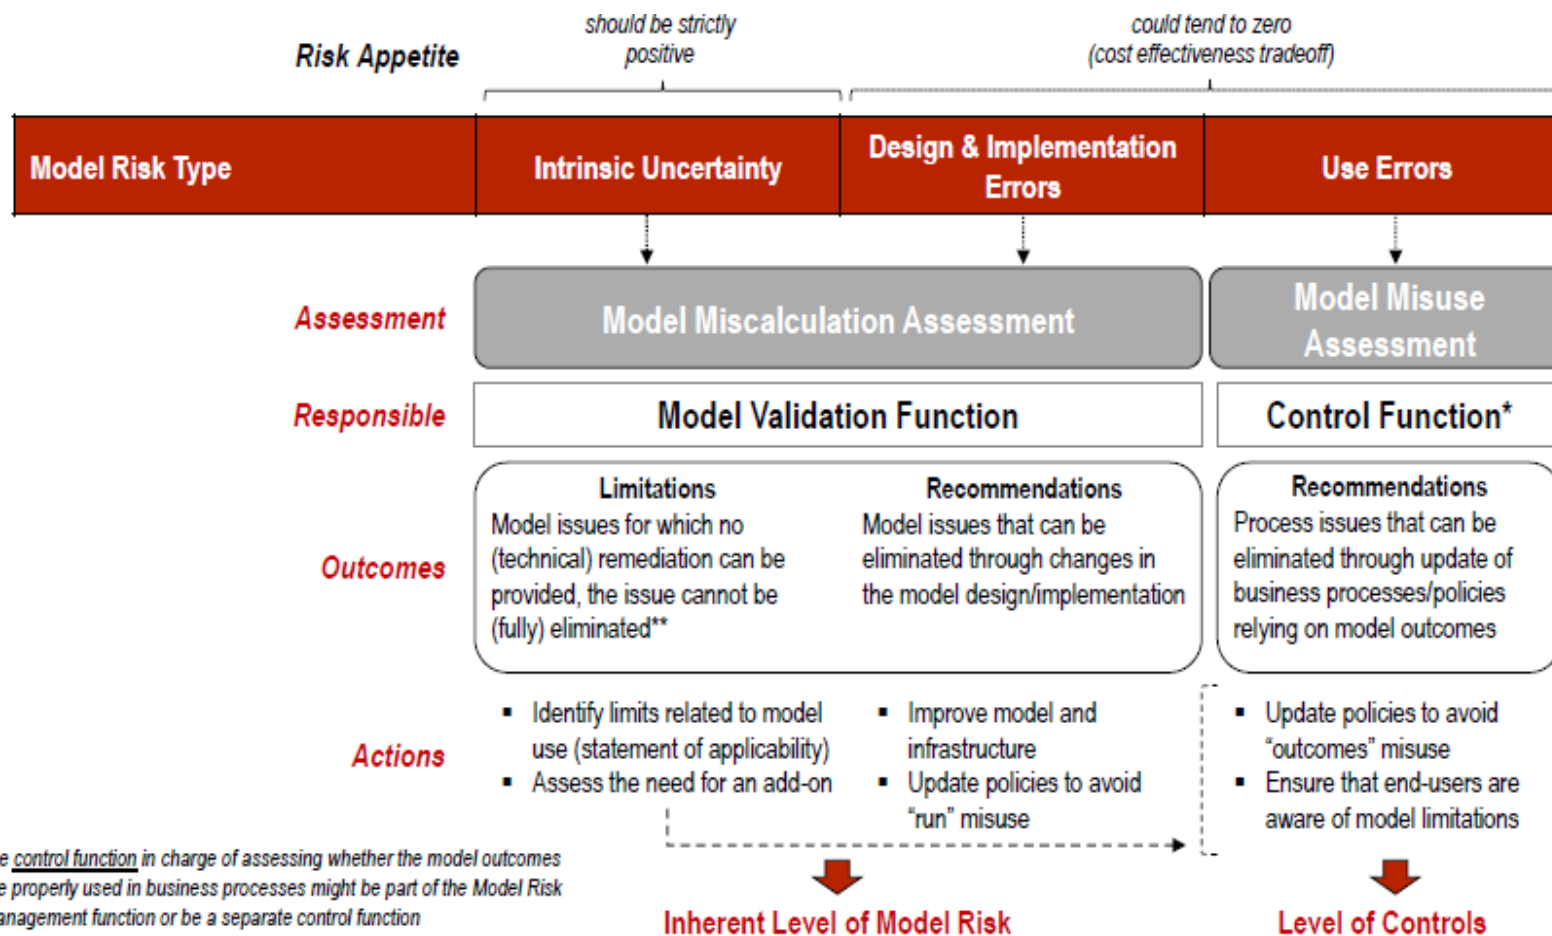 should be strictly
positive
could tend to zero
(cost effectiveness tradeoff)
Risk Appetite
Model Risk Type
Intrinsic Uncertainty
Design & Implementation
Errors
Use Errors
Assessment
Model Miscalculation Assessment
Model Misuse
Assessment
Responsible
Model Validation Function
Control Function*
Outcomes
Limitations
Model issues for which no
(technical) remediation can be
provided, the issue cannot be
(fully) eliminated**
Recommendations
Model issues that can be
eliminated through changes in
the model design/implementation
Recommendations
Process issues that can be
eliminated through update of
business processes/policies
relying on model outcomes
Actions
▪ Identify limits related to model
use (statement of applicability)
▪ Assess the need for an add-on
▪ Improve model and
infrastructure
▪ Update policies to avoid
“run” misuse
▪ Update policies to avoid
“outcomes” misuse
▪ Ensure that end-users are
aware of model limitations
e control function in charge of assessing whether the model outcomes
e properly used in business processes might be part of the Model Risk
anagement function or be a separate control function
Inherent Level of Model Risk
Level of Controls